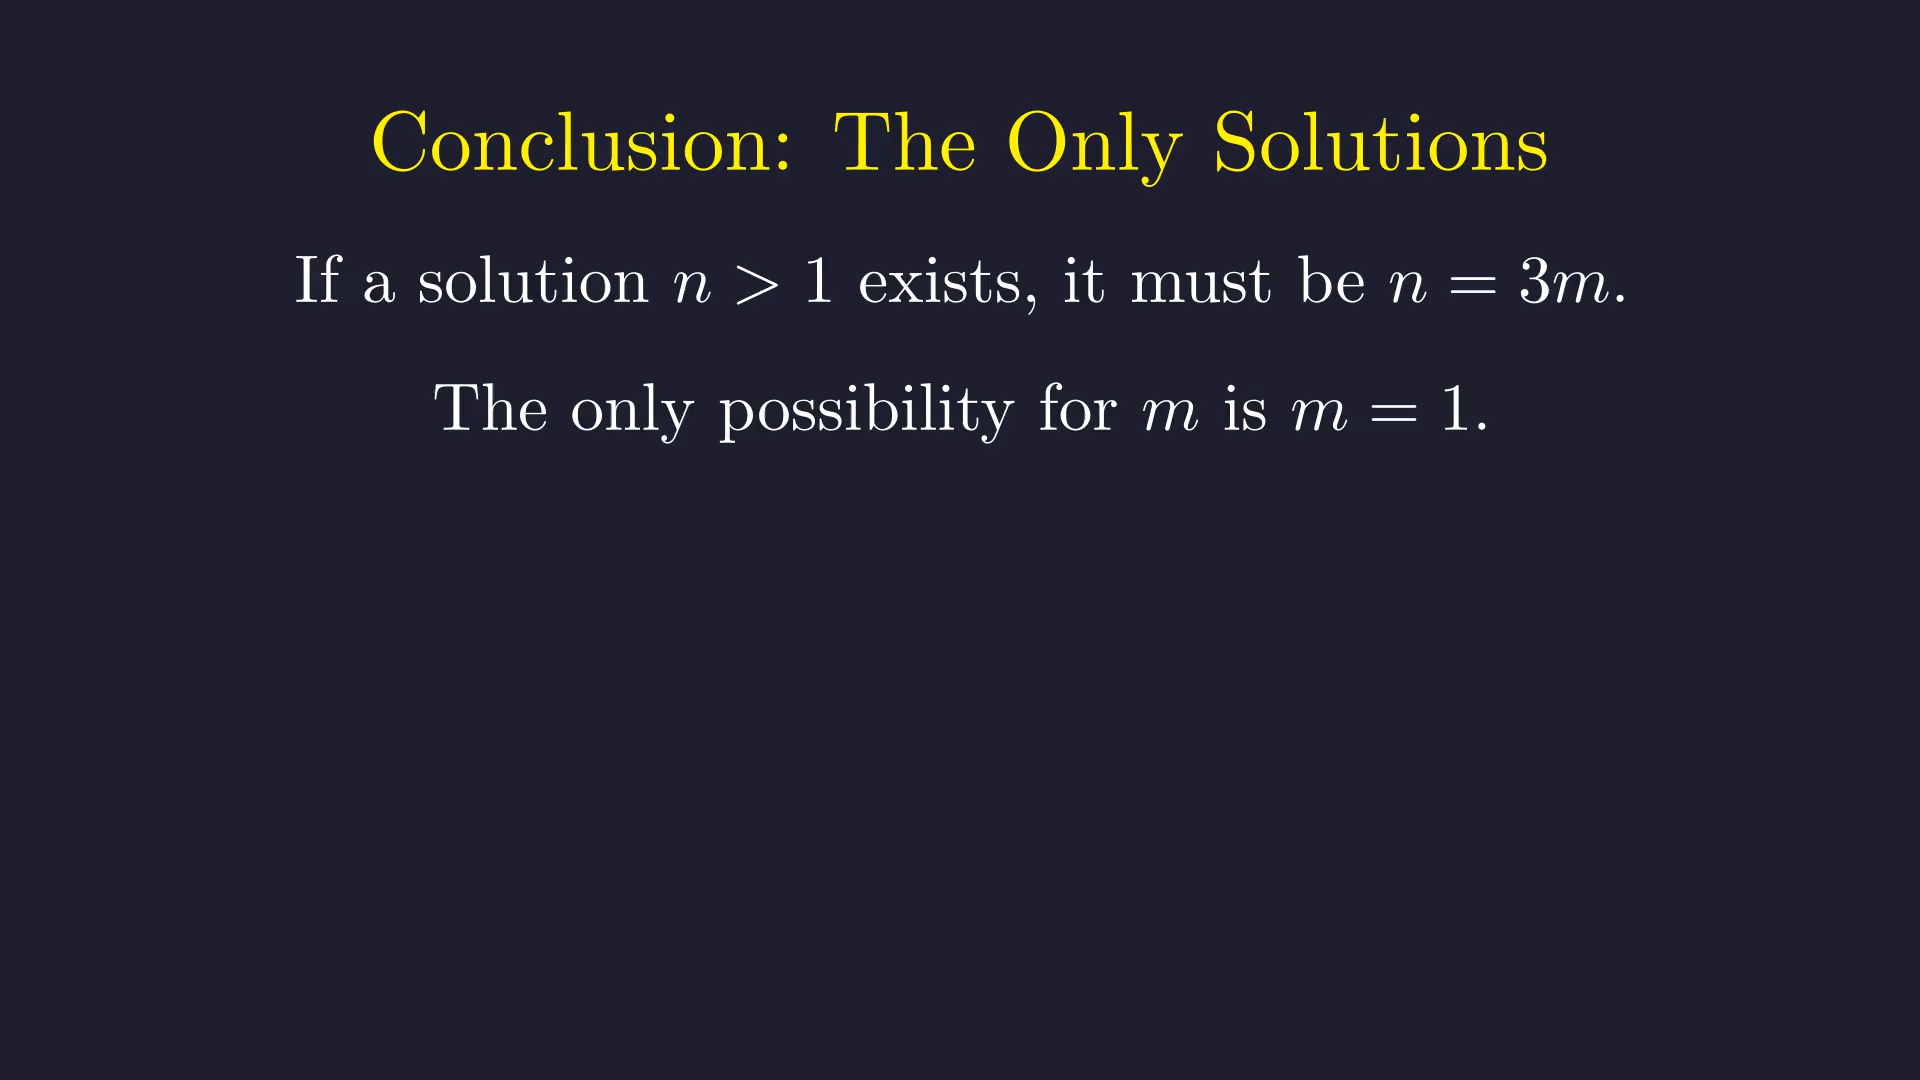 Conclusion: The Only Solutions
If a solution n > 1 exists, it must be n = 3m.
The only possibility for m is m = 1.